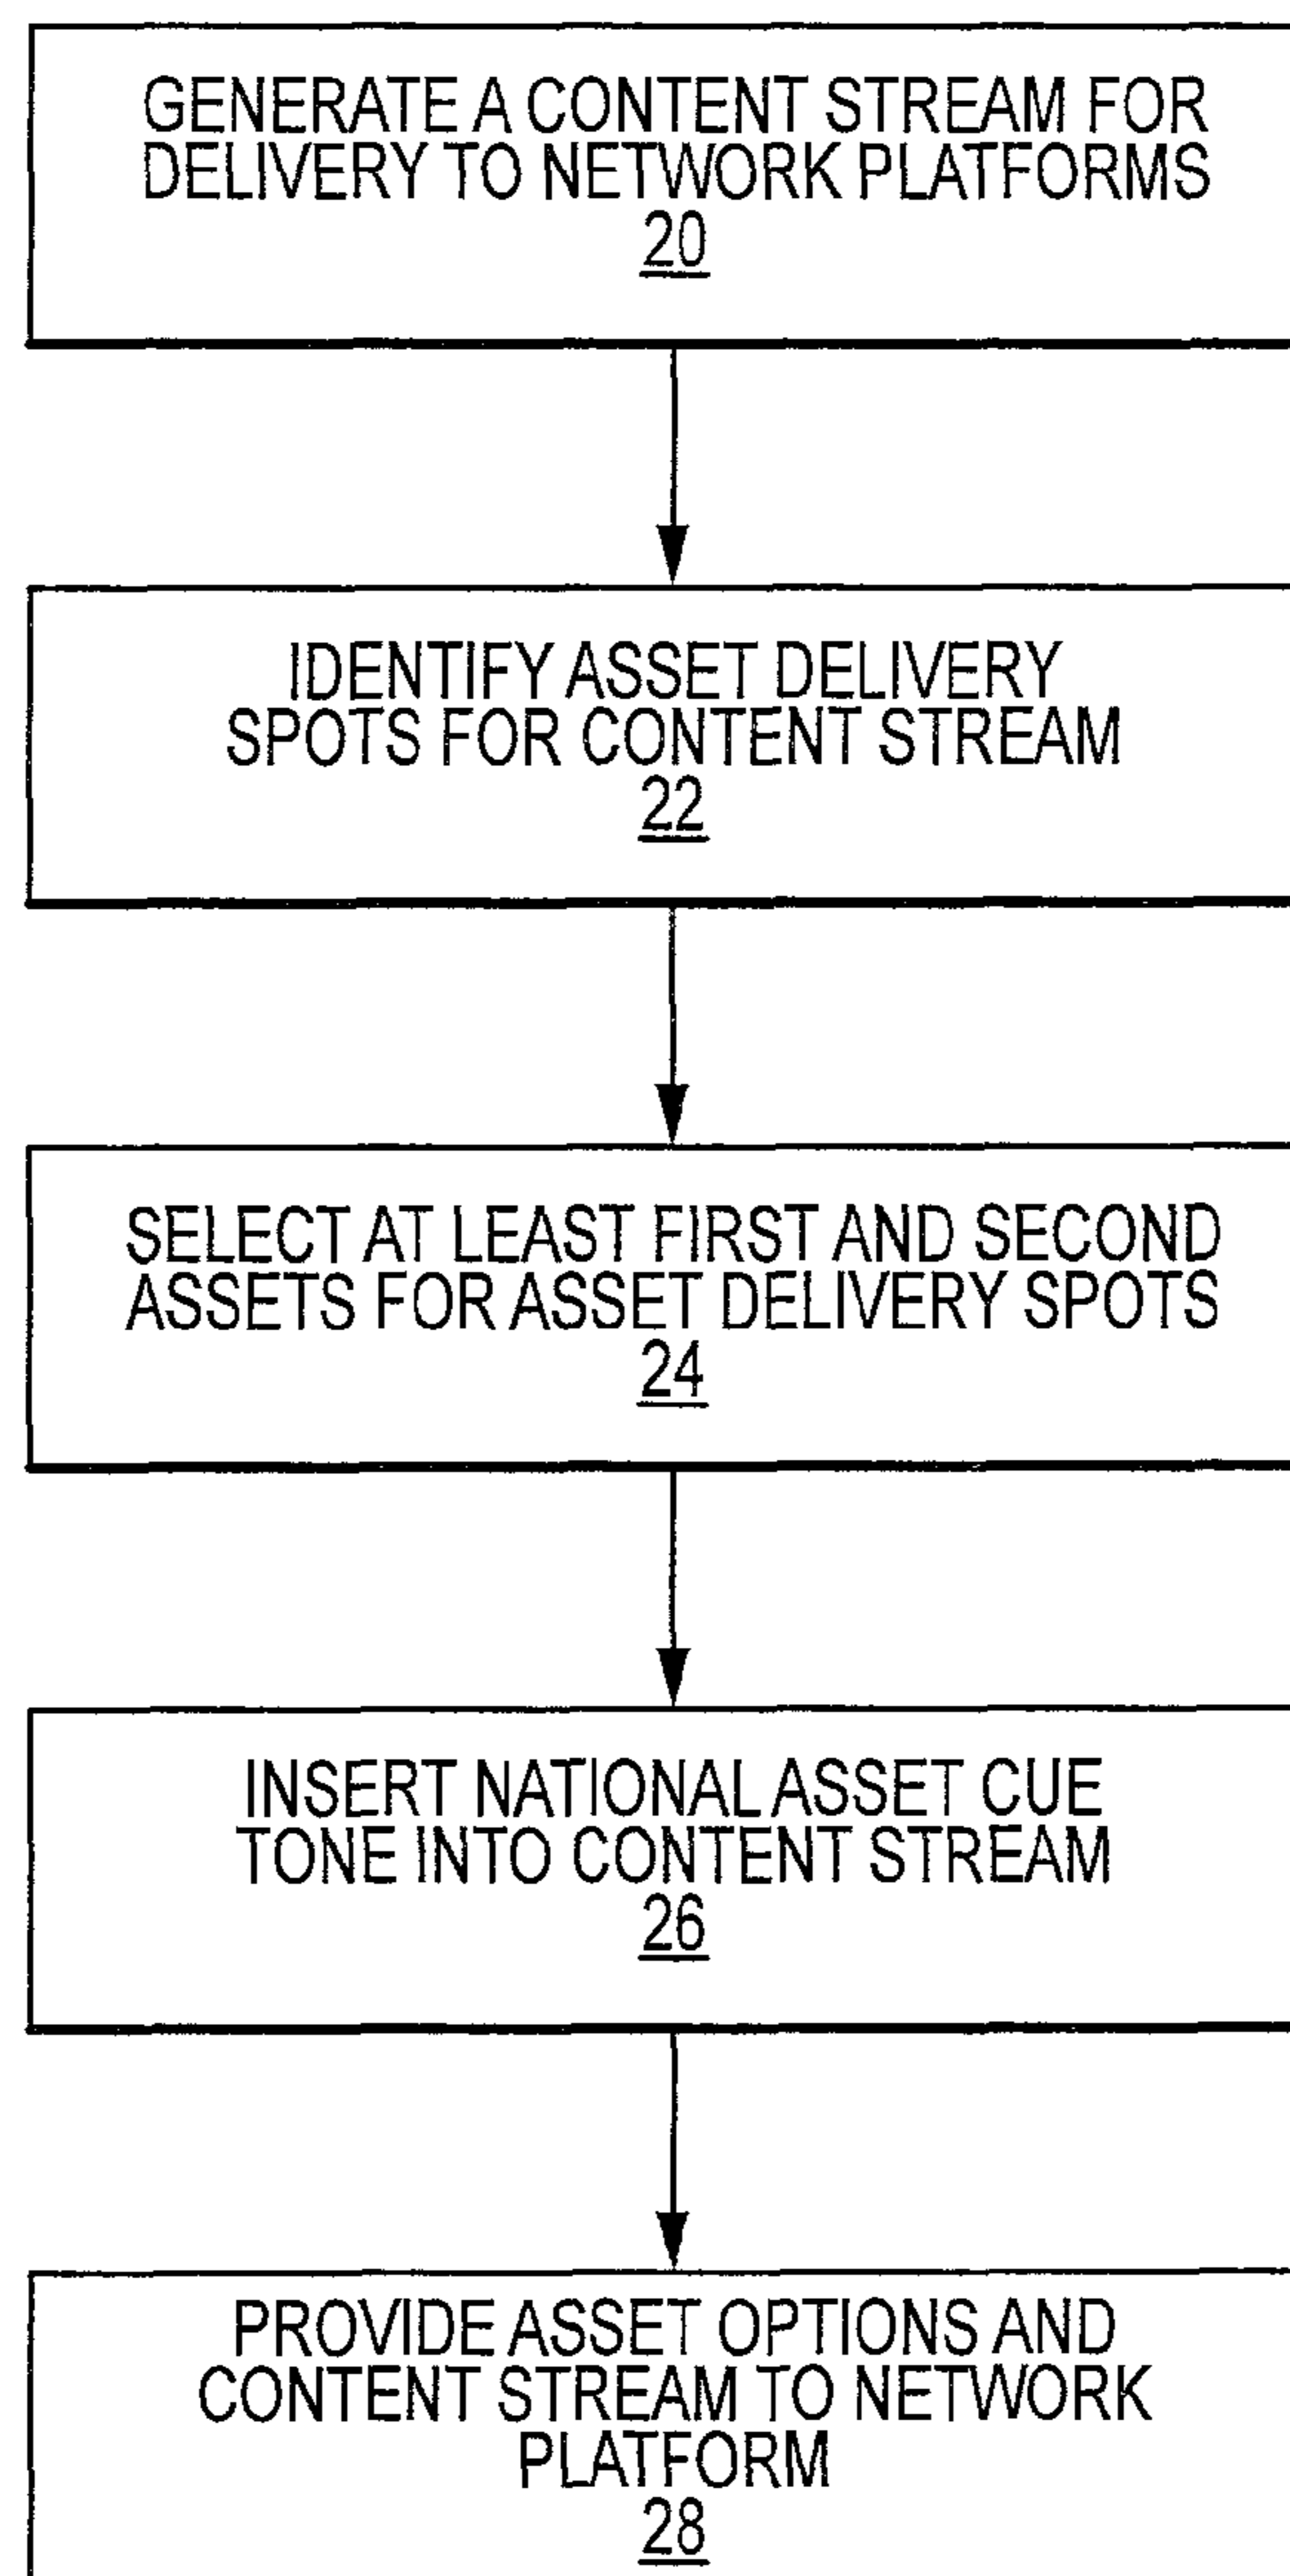 GENERATE A CONTENT STREAM FOR
DELIVERY TO NETWORK PLATFORMS
20
IDENTIFY ASSET DELIVERY
SPOTS FOR CONTENT STREAM
22
SELECT AT LEAST FIRST AND SECOND
ASSETS FOR ASSET DELIVERY SPOTS
24
INSERT NATIONAL ASSET CUE
TONE INTO CONTENT STREAM
26
PROVIDE ASSET OPTIONS AND
CONTENT STREAM TO NETWORK
PLATFORM
28